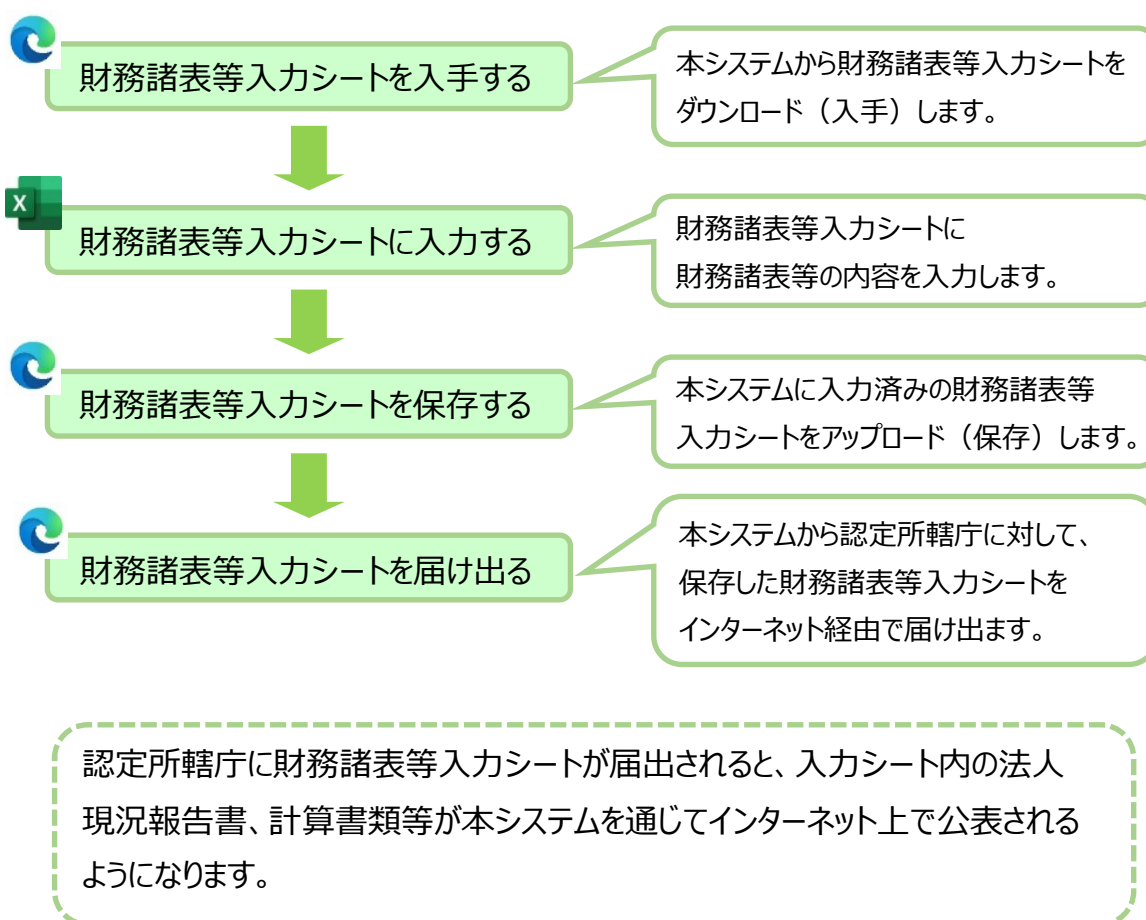 財務諸表等入力シートを入手する
本システムから財務諸表等入力シートを
ダウンロード（入手）します。
X
財務諸表等入力シートに入力する
財務諸表等入力シートに
財務諸表等の内容を入力します。
財務諸表等入力シートを保存する
本システムに入力済みの財務諸表等
入力シートをアップロード（保存）します。
財務諸表等入力シートを届け出る
本システムから認定所轄庁に対して、
保存した財務諸表等入力シートを
インターネット経由で届け出ます。
認定所轄庁に財務諸表等入力シートが届出されると、入力シート内の法人
現況報告書、計算書類等が本システムを通じてインターネット上で公表される
ようになります。